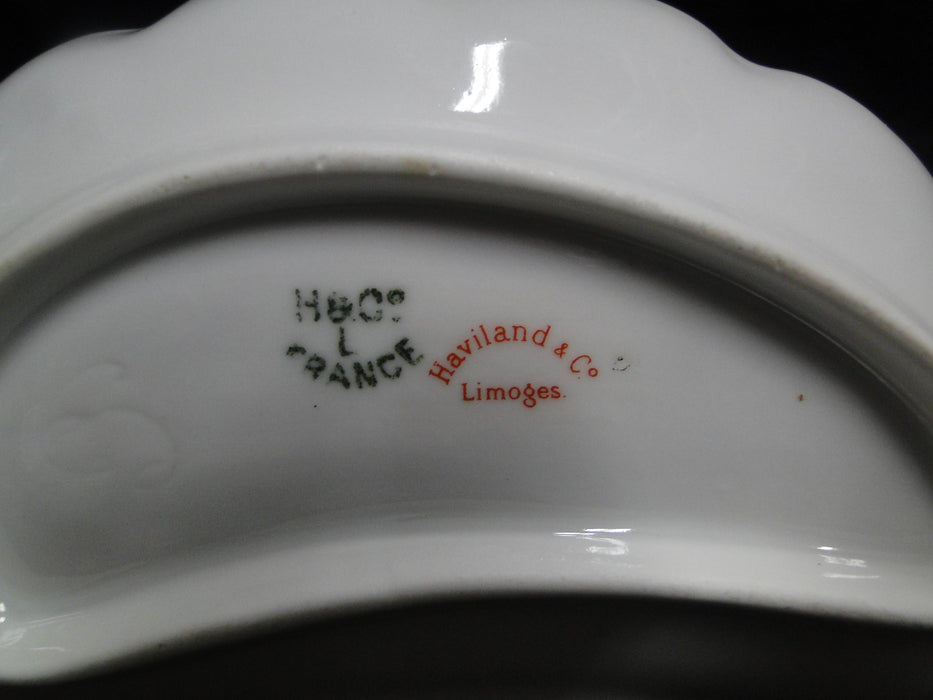 H&Co
L
FRANCE
Haviland & Co
Limoges.